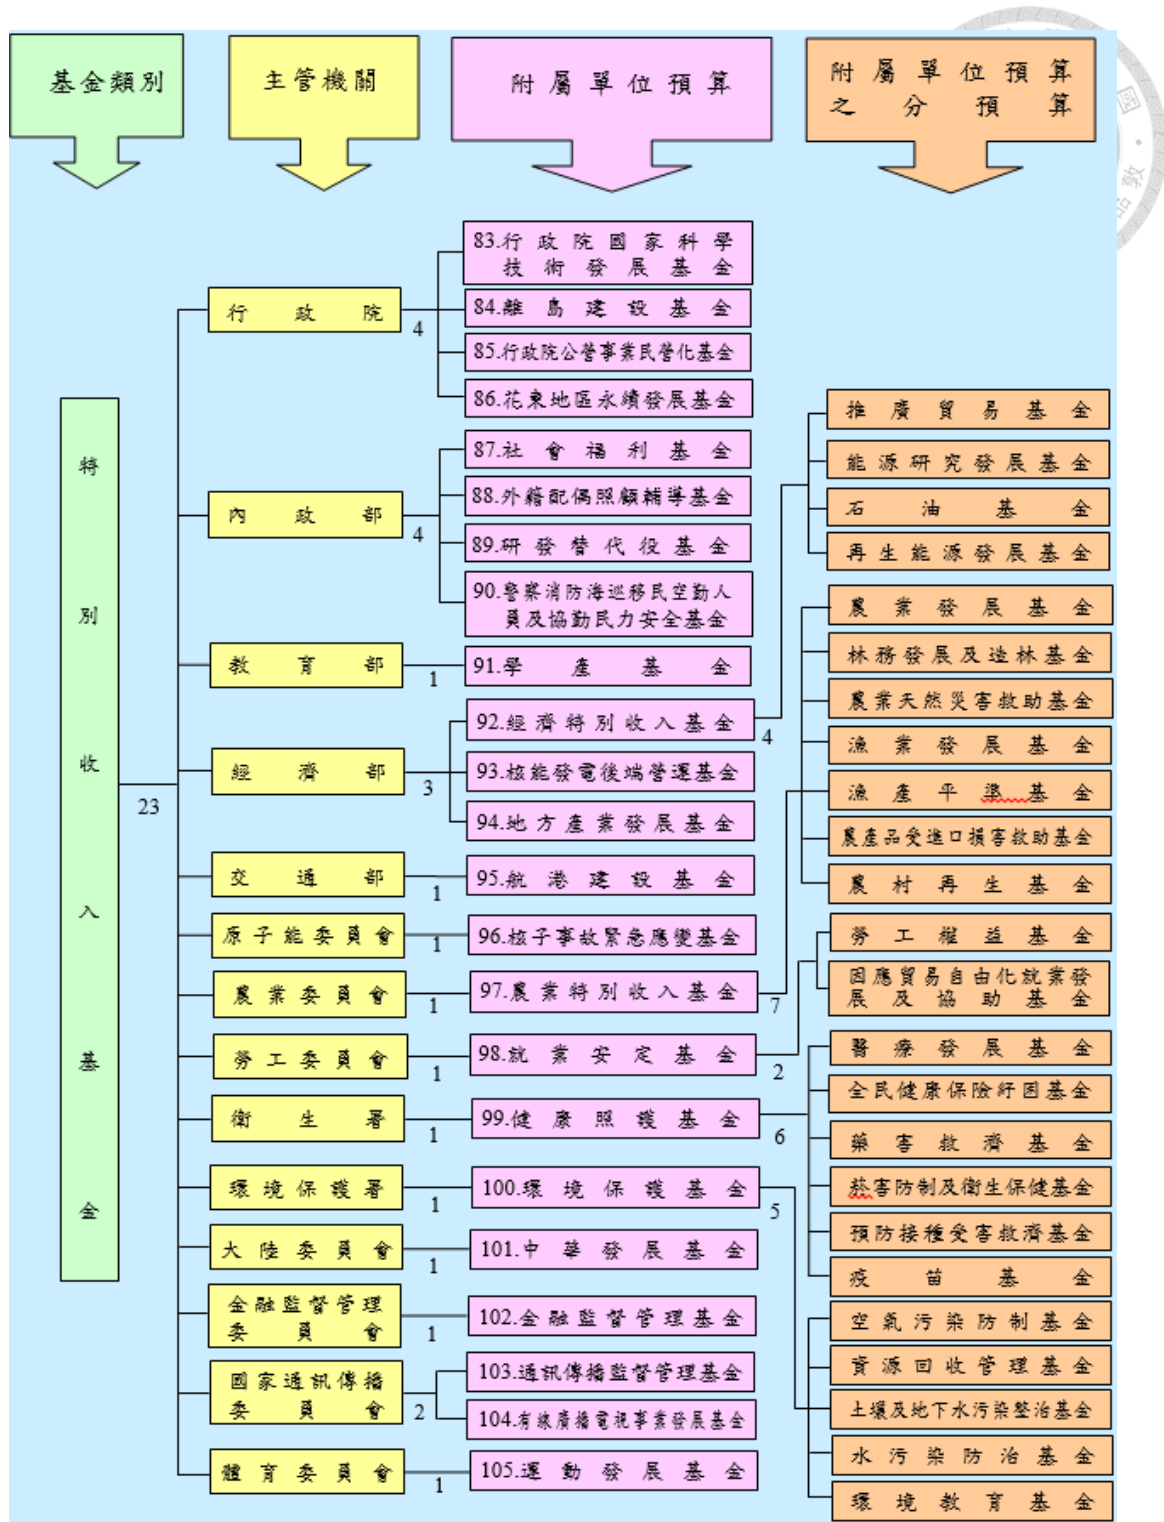 基金類別
主管機關
附屬單位預算
附屬單位預算
之分預算
特別收入基金
23
行政院
4
83.行政院國家科學
技術發展基金
84.離島建設基金
85.行政院公營事業民營化基金
86.花東地區永續發展基金
內政部
4
87.社會福利基金
88.外籍配偶照顧輔導基金
89.研發替代役基金
90.警察消防海巡移民空勤人
員及協勤民力安全基金
教育部
1
91.學產基金
經濟部
3
92.經濟特別收入基金
4
推廣貿易基金
能源研究發展基金
石油基金
再生能源發展基金
93.核能發電後端營運基金
94.地方產業發展基金
交通部
1
95.航港建設基金
原子能委員會
1
96.核子事故緊急應變基金
農業委員會
1
97.農業特別收入基金
7
農業發展基金
林務發展及造林基金
農業天然災害救助基金
漁業發展基金
漁產平準基金
農產品受進口損害救助基金
農村再生基金
勞工委員會
1
98.就業安定基金
2
勞工權益基金
因應貿易自由化就業發
展及協助基金
衛生署
1
99.健康照護基金
6
醫療發展基金
全民健康保險紓困基金
藥害救濟基金
菸害防制及衛生保健基金
預防接種受害救濟基金
疫苗基金
環境保護署
1
100.環境保護基金
5
空氣污染防制基金
資源回收管理基金
土壤及地下水污染整治基金
水污染防治基金
環境教育基金
大陸委員會
1
101.中華發展基金
金融監督管理
委員會
1
102.金融監督管理基金
國家通訊傳播
委員會
2
103.通訊傳播監督管理基金
104.有線廣播電視事業發展基金
體育委員會
1
105.運動發展基金